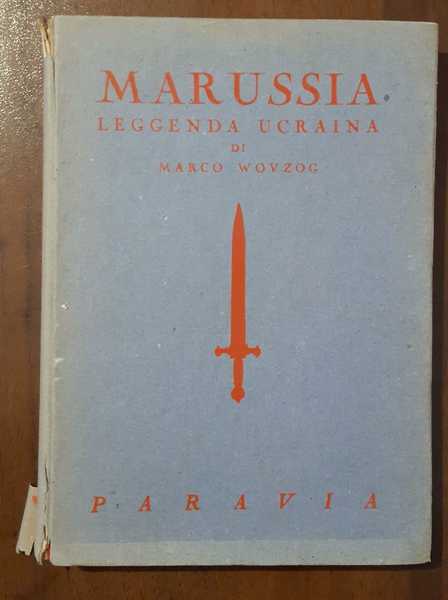 MARUSSIA
LEGGENDA UCRAINA
DI
MARCO WOVZOG
PARAVIA